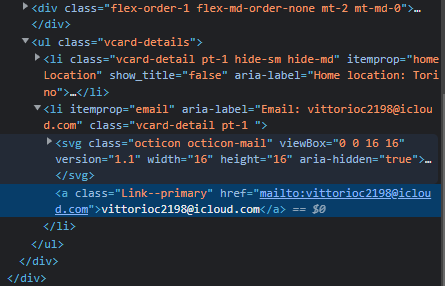 ▶<div class="flex-order-1 flex-md-order-none mt-2 mt-md-0">…
</div>
▼<ul class="vcard-details">
▶<li class="vcard-detail pt-1 hide-sm hide-md" itemprop="home
Location" show_title="false" aria-label="Home location: Tori
no">…</li>
▼<li itemprop="email" aria-label="Email: vittorioc2198@iclou
d.com" class="vcard-detail pt-1 ">
▶<svg class="octicon octicon-mail" viewBox="0 0 16 16"
version="1.1" width="16" height="16" aria-hidden="true">…
</svg>
<a class="Link--primary" href="mailto:vittorioc2198@iclou
d.com">vittorioc2198@icloud.com</a> == $0
</li>
</ul>
</div>
</div>